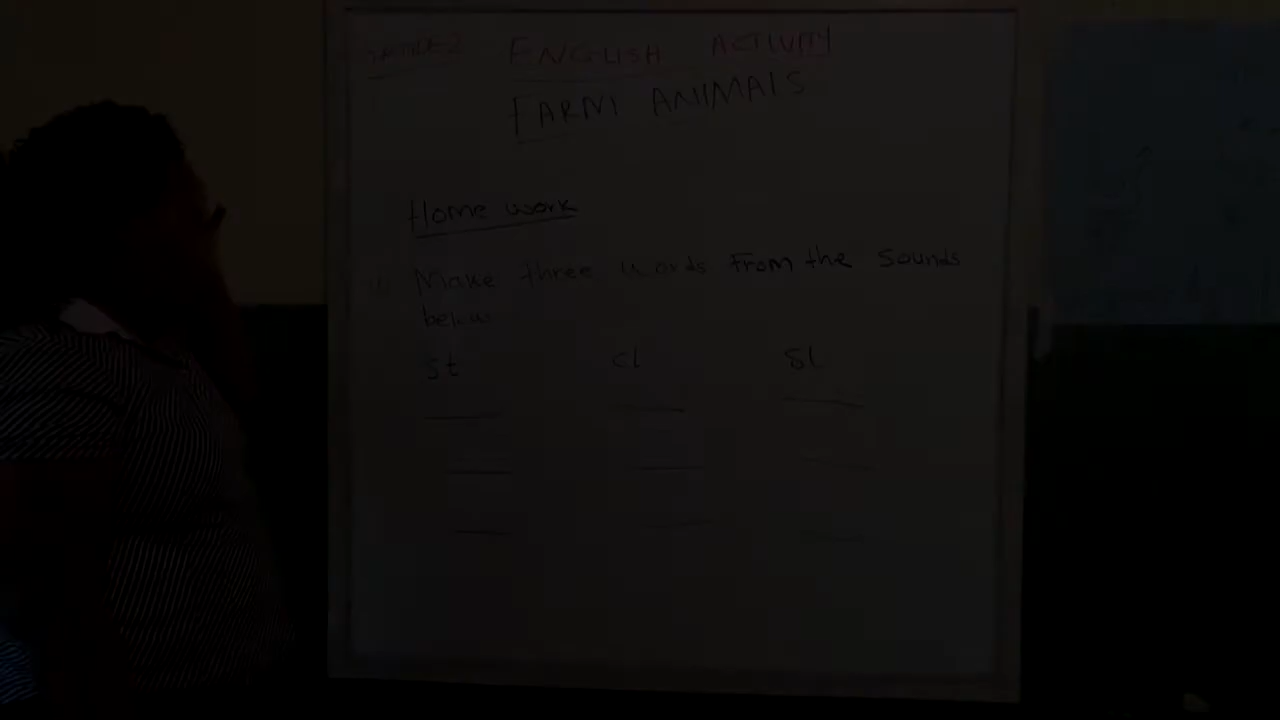 ENGLISH ACTIVITY
FARM ANIMALS
Home work
Make three words From the sounds
below
st cl sl